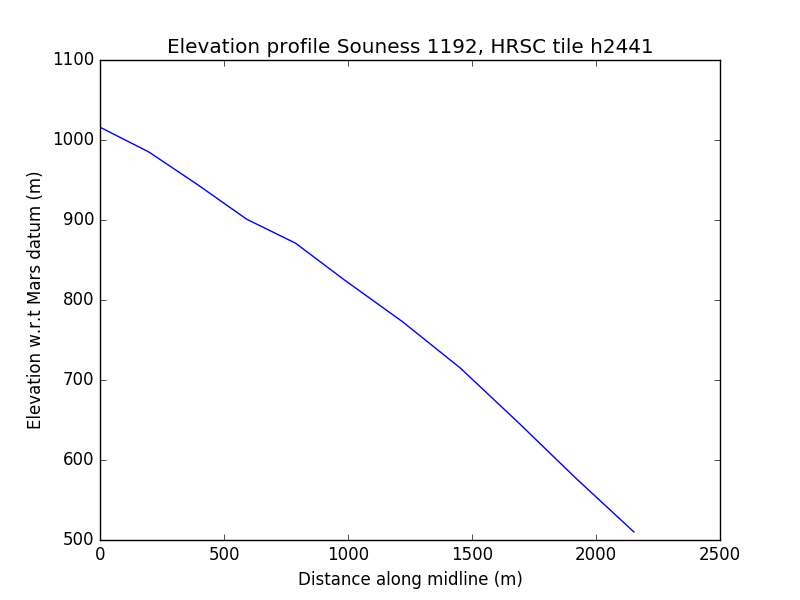 Elevation profile Souness 1192, HRSC tile h2441
1100
1000
900
800
700
600
500
Elevation w.r.t Mars datum (m)
0 500 1000 1500 2000 2500
Distance along midline (m)